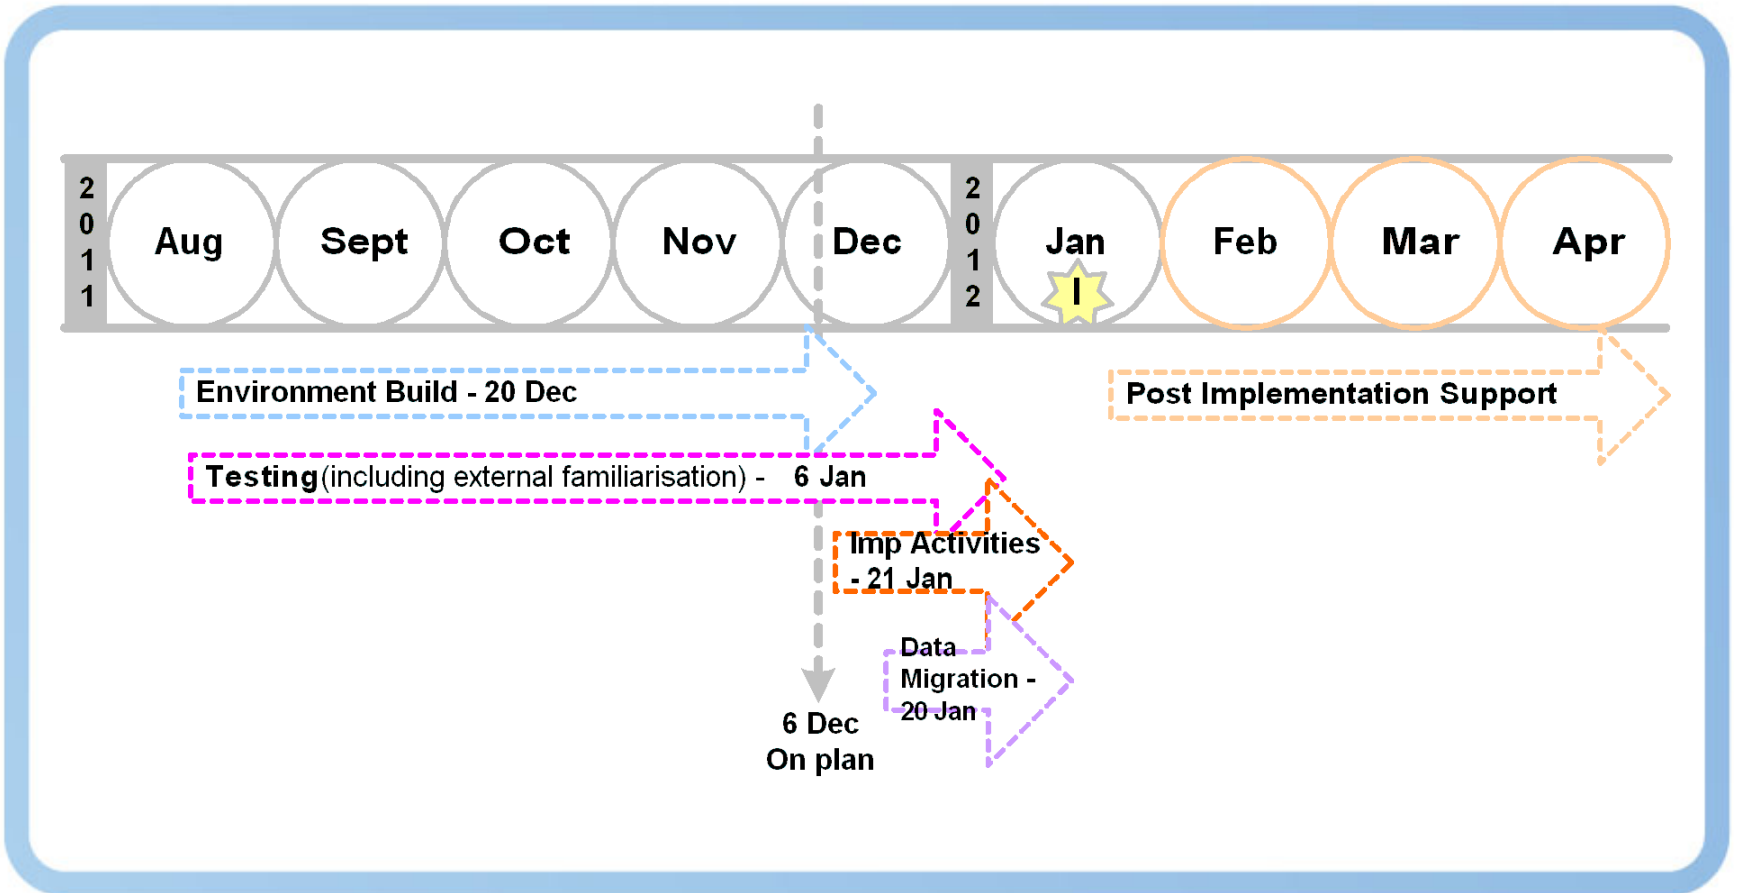 2011
Aug
Sept
Oct
Nov
Dec
2012
Jan
I
Feb
Mar
Apr
Environment Build - 20 Dec
Post Implementation Support
Testing(including external familiarisation) - 6 Jan
Imp Activities
- 21 Jan
Data
Migration -
20 Jan
6 Dec
On plan